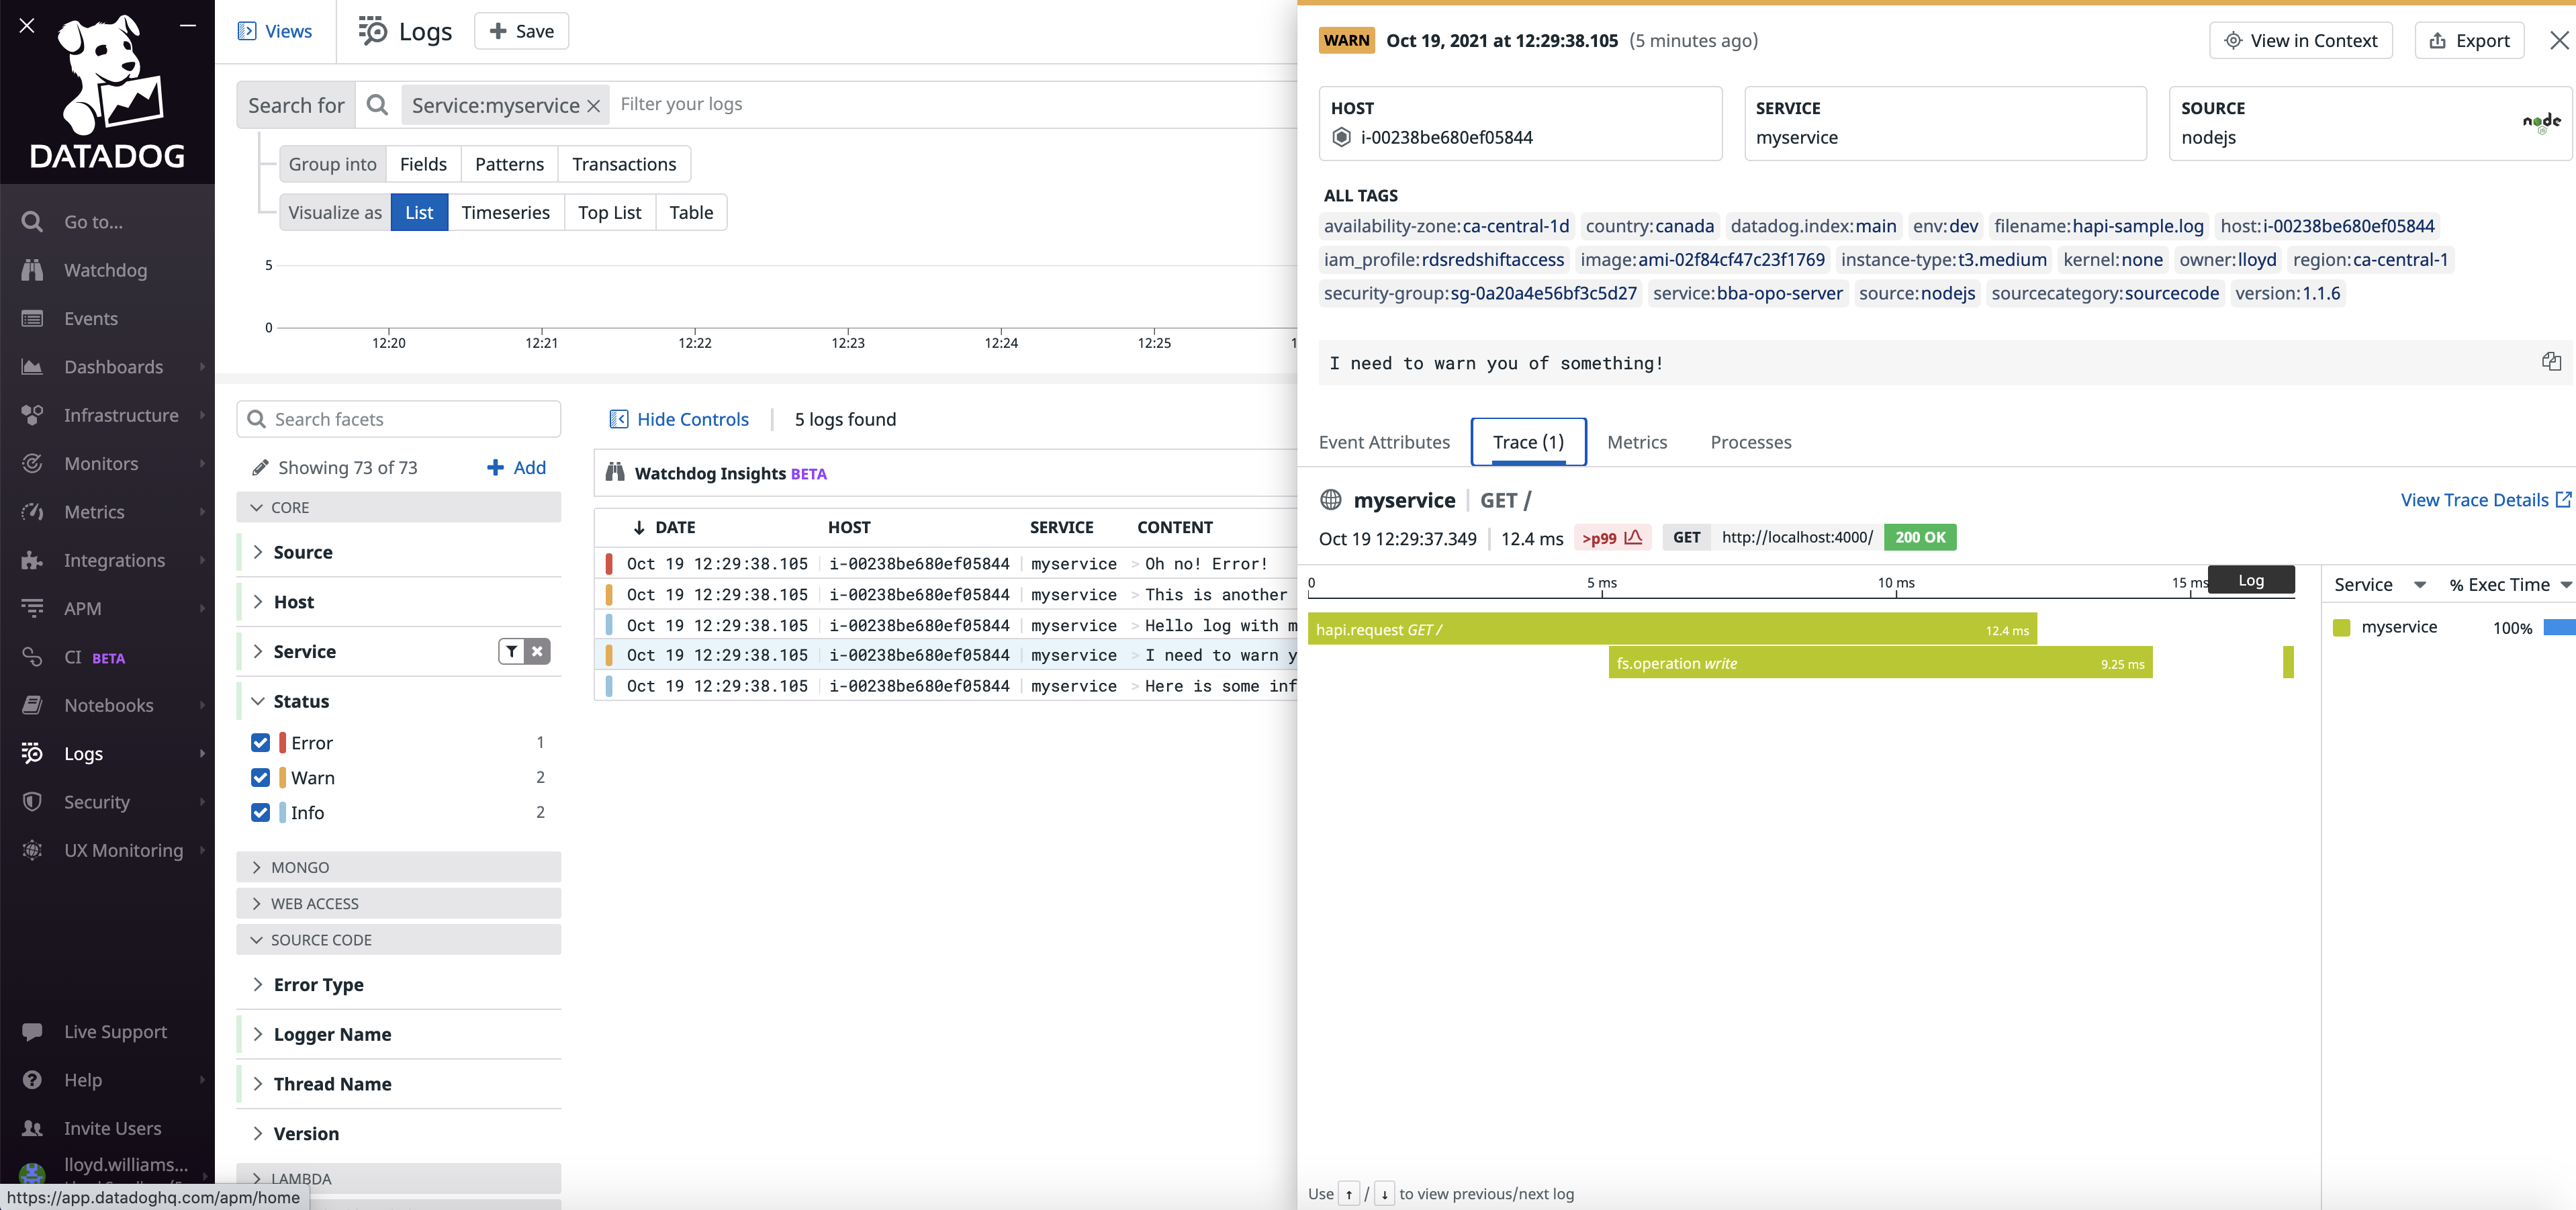 DATADOG
Go to...
Watchdog
Events
Dashboards
Infrastructure
Monitors
Metrics
Integrations
APM
CI BETA
Notebooks
Logs
Security
UX Monitoring
Live Support
Help
Invite Users
lloyd.williams...
https://app.datadoghq.com/apm/home
Views
Logs
Save
Search for
Service:myservice
Filter your logs
Group into Fields Patterns Transactions
Visualize as List Timeseries Top List Table
5
0
12:20 12:21 12:22 12:23 12:24 12:25
Search facets
Showing 73 of 73
Add
CORE
Source
Host
Service
Status
Error 1
Warn 2
Info 2
MONGO
WEB ACCESS
SOURCE CODE
Error Type
Logger Name
Thread Name
Version
LAMBDA
Hide Controls
5 logs found
Watchdog Insights BETA
DATE HOST SERVICE CONTENT
Oct 19 12:29:38.105 i-00238be680ef05844 myservice > Oh no! Error!
Oct 19 12:29:38.105 i-00238be680ef05844 myservice > This is another
Oct 19 12:29:38.105 i-00238be680ef05844 myservice > Hello log with m
Oct 19 12:29:38.105 i-00238be680ef05844 myservice > I need to warn y
Oct 19 12:29:38.105 i-00238be680ef05844 myservice > Here is some inf
WARN Oct 19, 2021 at 12:29:38.105 (5 minutes ago)
View in Context
Export
HOST
i-00238be680ef05844
SERVICE
myservice
SOURCE
nodejs
node
ALL TAGS
availability-zone:ca-central-1d country:canada datadog.index:main env:dev filename:hapi-sample.log host:i-00238be680ef05844
iam_profile:rdsredshiftaccess image:ami-02f84cf47c23f1769 instance-type:t3.medium kernel:none owner:lloyd region:ca-central-1
security-group:sg-0a20a4e56bf3c5d27 service:bba-opo-server source:nodejs sourcecategory:sourcecode version:1.1.6
I need to warn you of something!
Event Attributes Trace (1) Metrics Processes
myservice GET /
View Trace Details
Oct 19 12:29:37.349 12.4 ms >p99 GET http://localhost:4000/ 200 OK
0 5 ms 10 ms 15 ms Log
Service % Exec Time
hapi.request GET / 12.4 ms
myservice 100%
fs.operation write 9.25 ms
Use ↑ / ↓ to view previous/next log